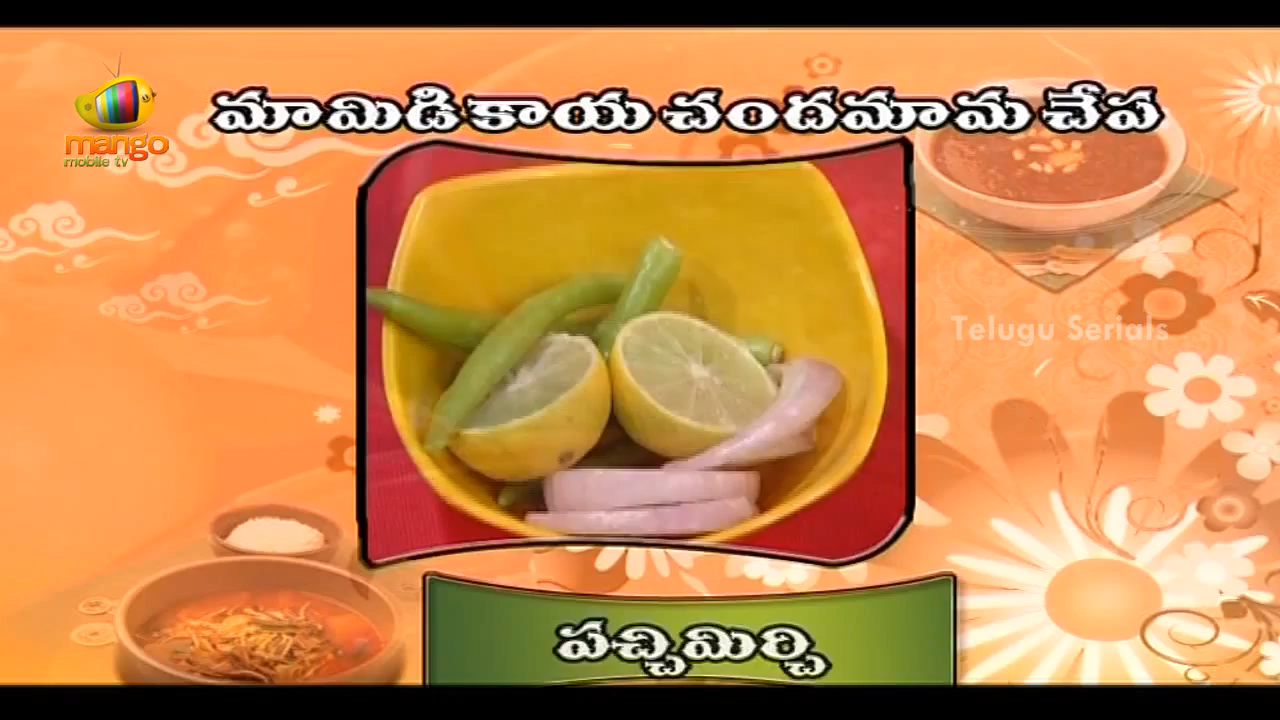 మామిడికాయ చందమామ చేప
mango
mobile tv
Telugu Serials
పచ్చిమిర్చి